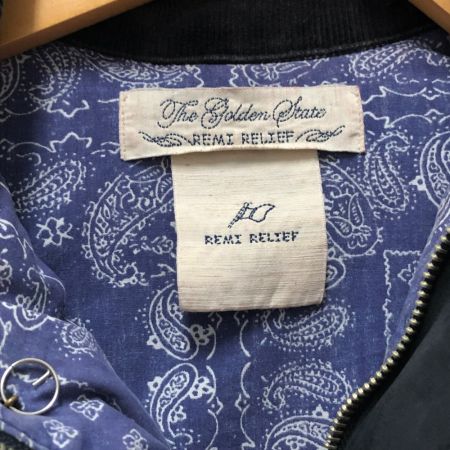 The Golden State
REMI RELIEF
REMI RELIEF